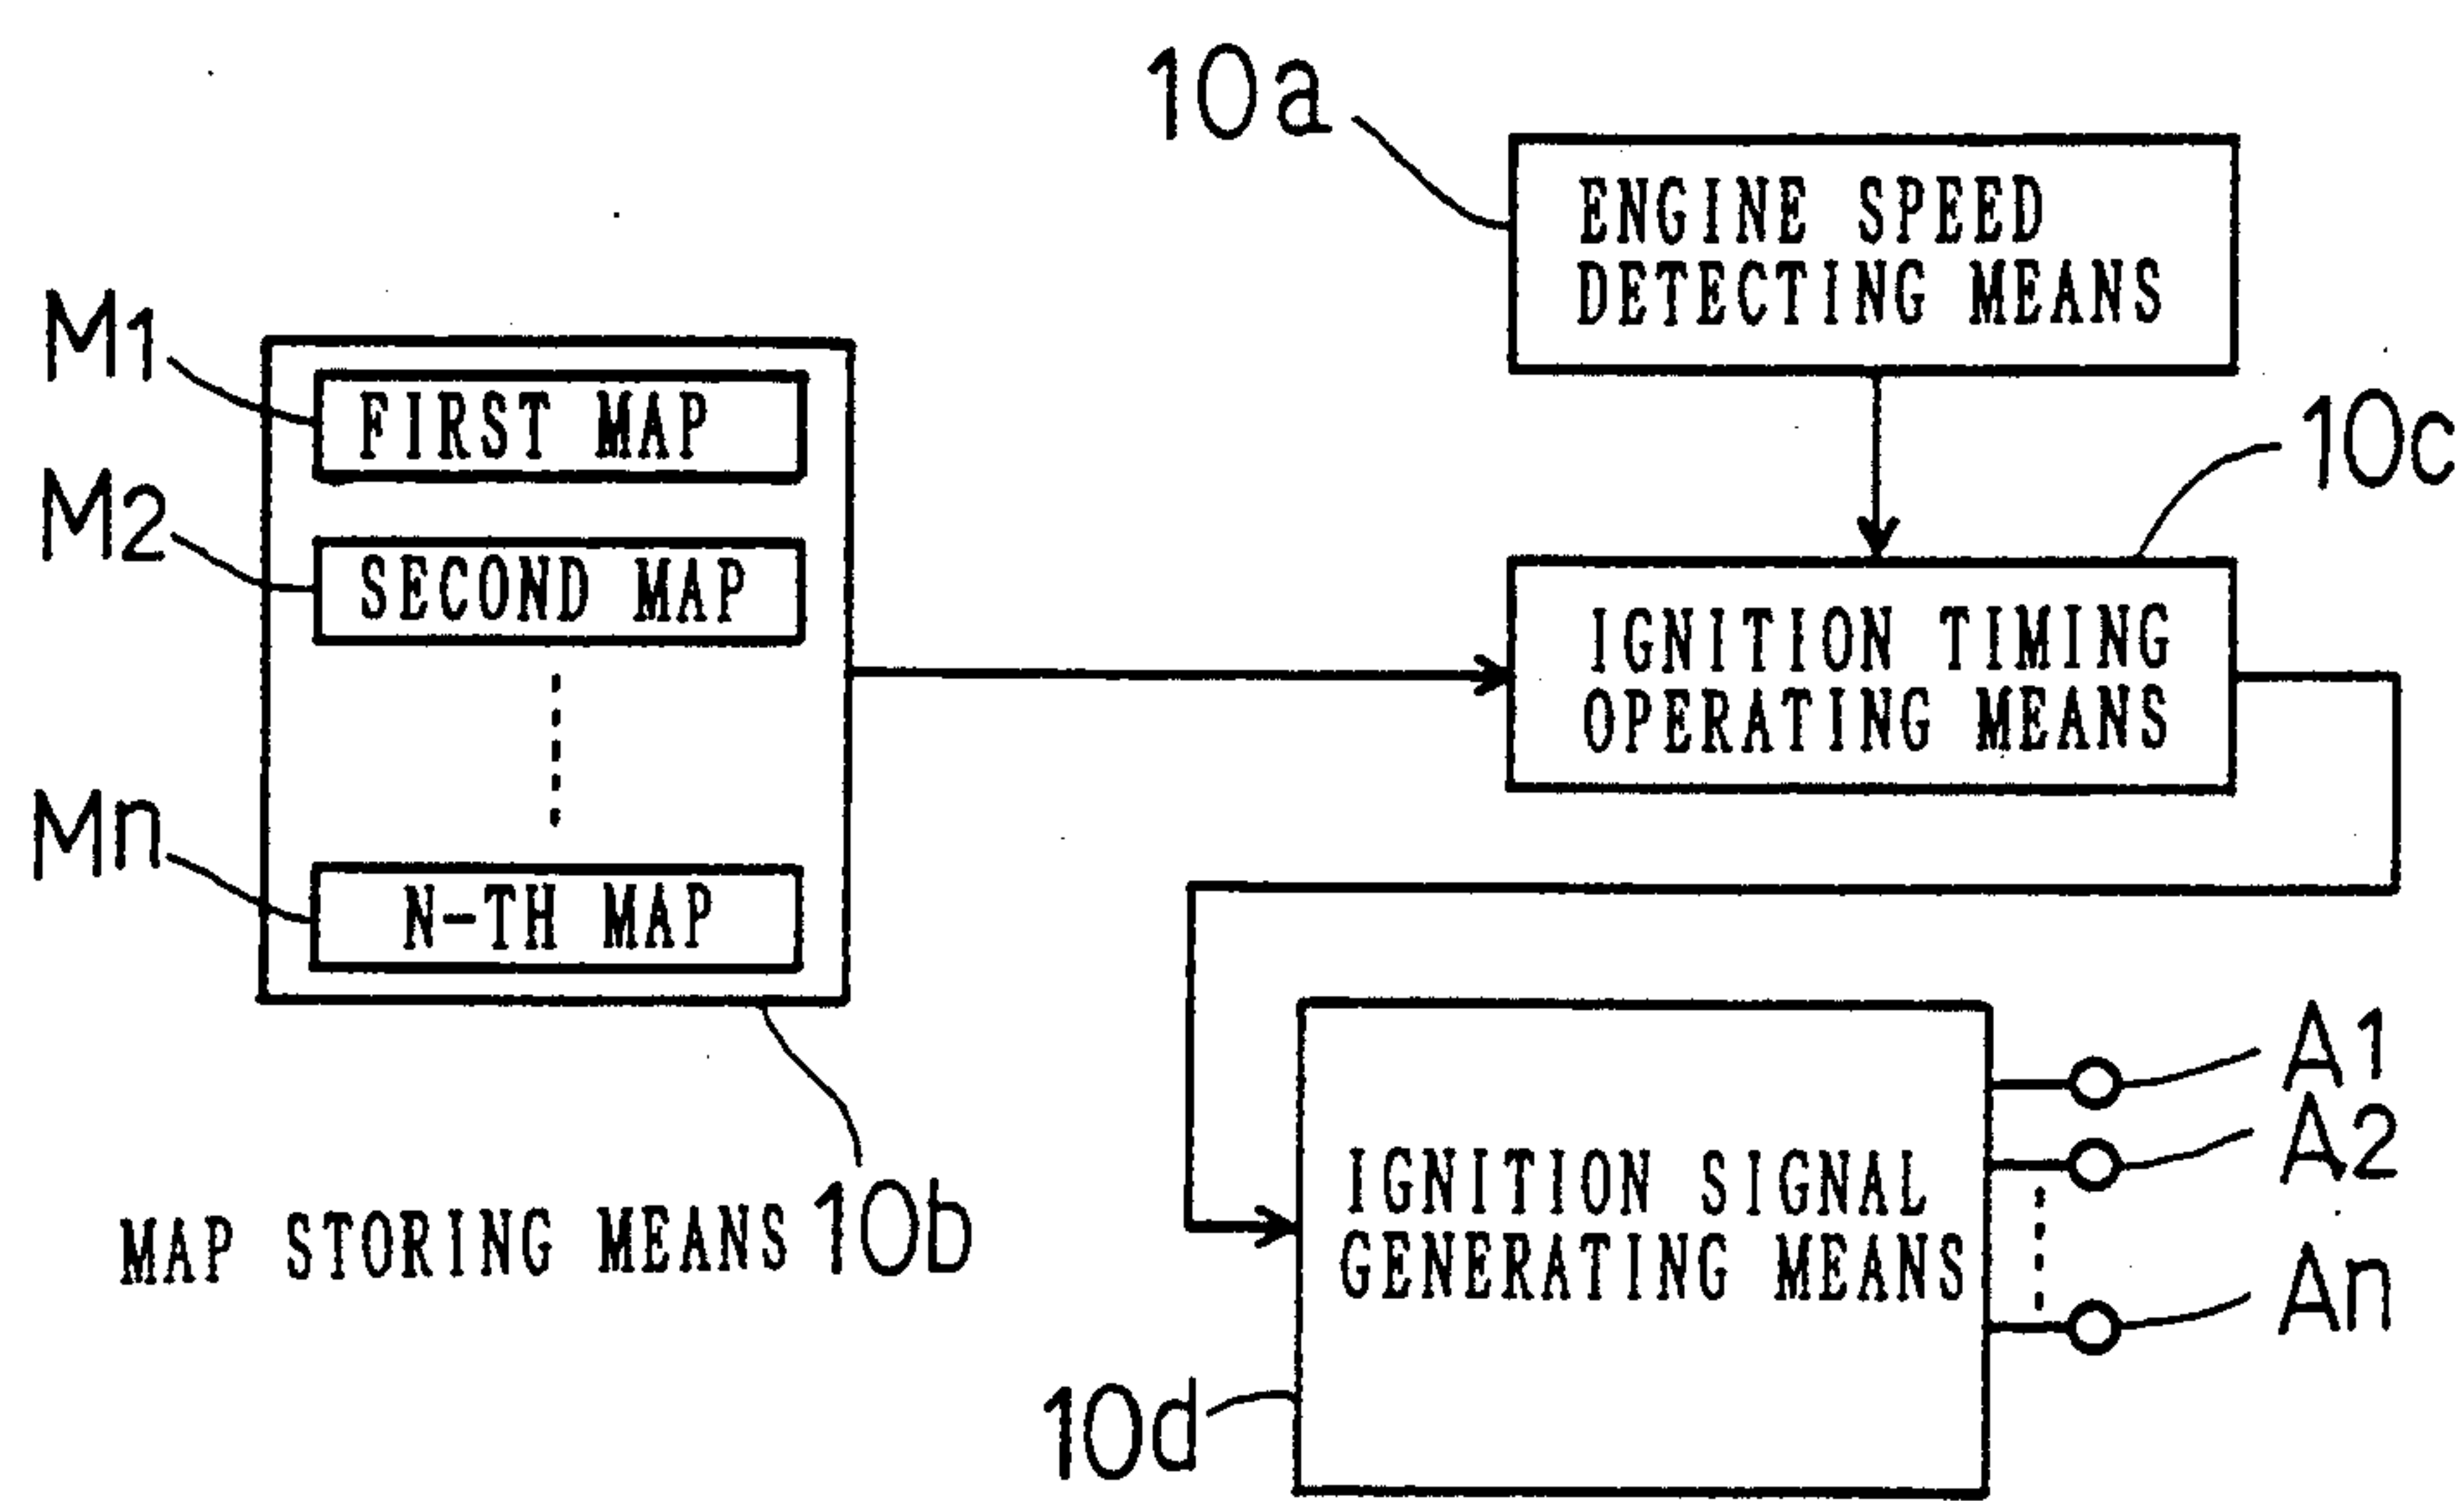 10a
ENGINE SPEED
DETECTING MEANS
M1
FIRST MAP
10c
M2
SECOND MAP
IGNITION TIMING
OPERATING MEANS
Mn
N-TH MAP
A1
A2
MAP STORING MEANS 10b
IGNITION SIGNAL
GENERATING MEANS
An
10d